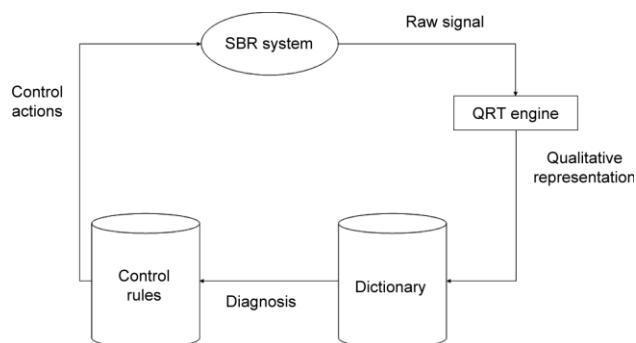 Raw signal
SBR system
Control
actions
QRT engine
Qualitative
representation
Control
rules
Diagnosis
Dictionary